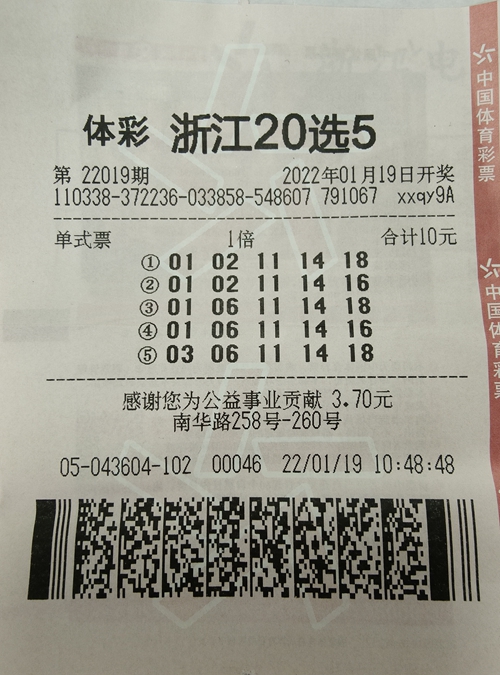 体彩 浙江20选5
第 22019期 2022年01月19日开奖
110338-372236-033858-548607 791067 xxqy9A
单式票 1倍 合计10元
① 01 02 11 14 18
② 01 02 11 14 16
③ 01 06 11 14 18
④ 01 06 11 14 16
⑤ 03 06 11 14 18
感谢您为公益事业贡献 3.70元
南华路258号-260号
05-043604-102 00046 22/01/19 10:48:48
中国体育彩票
中国体育彩票